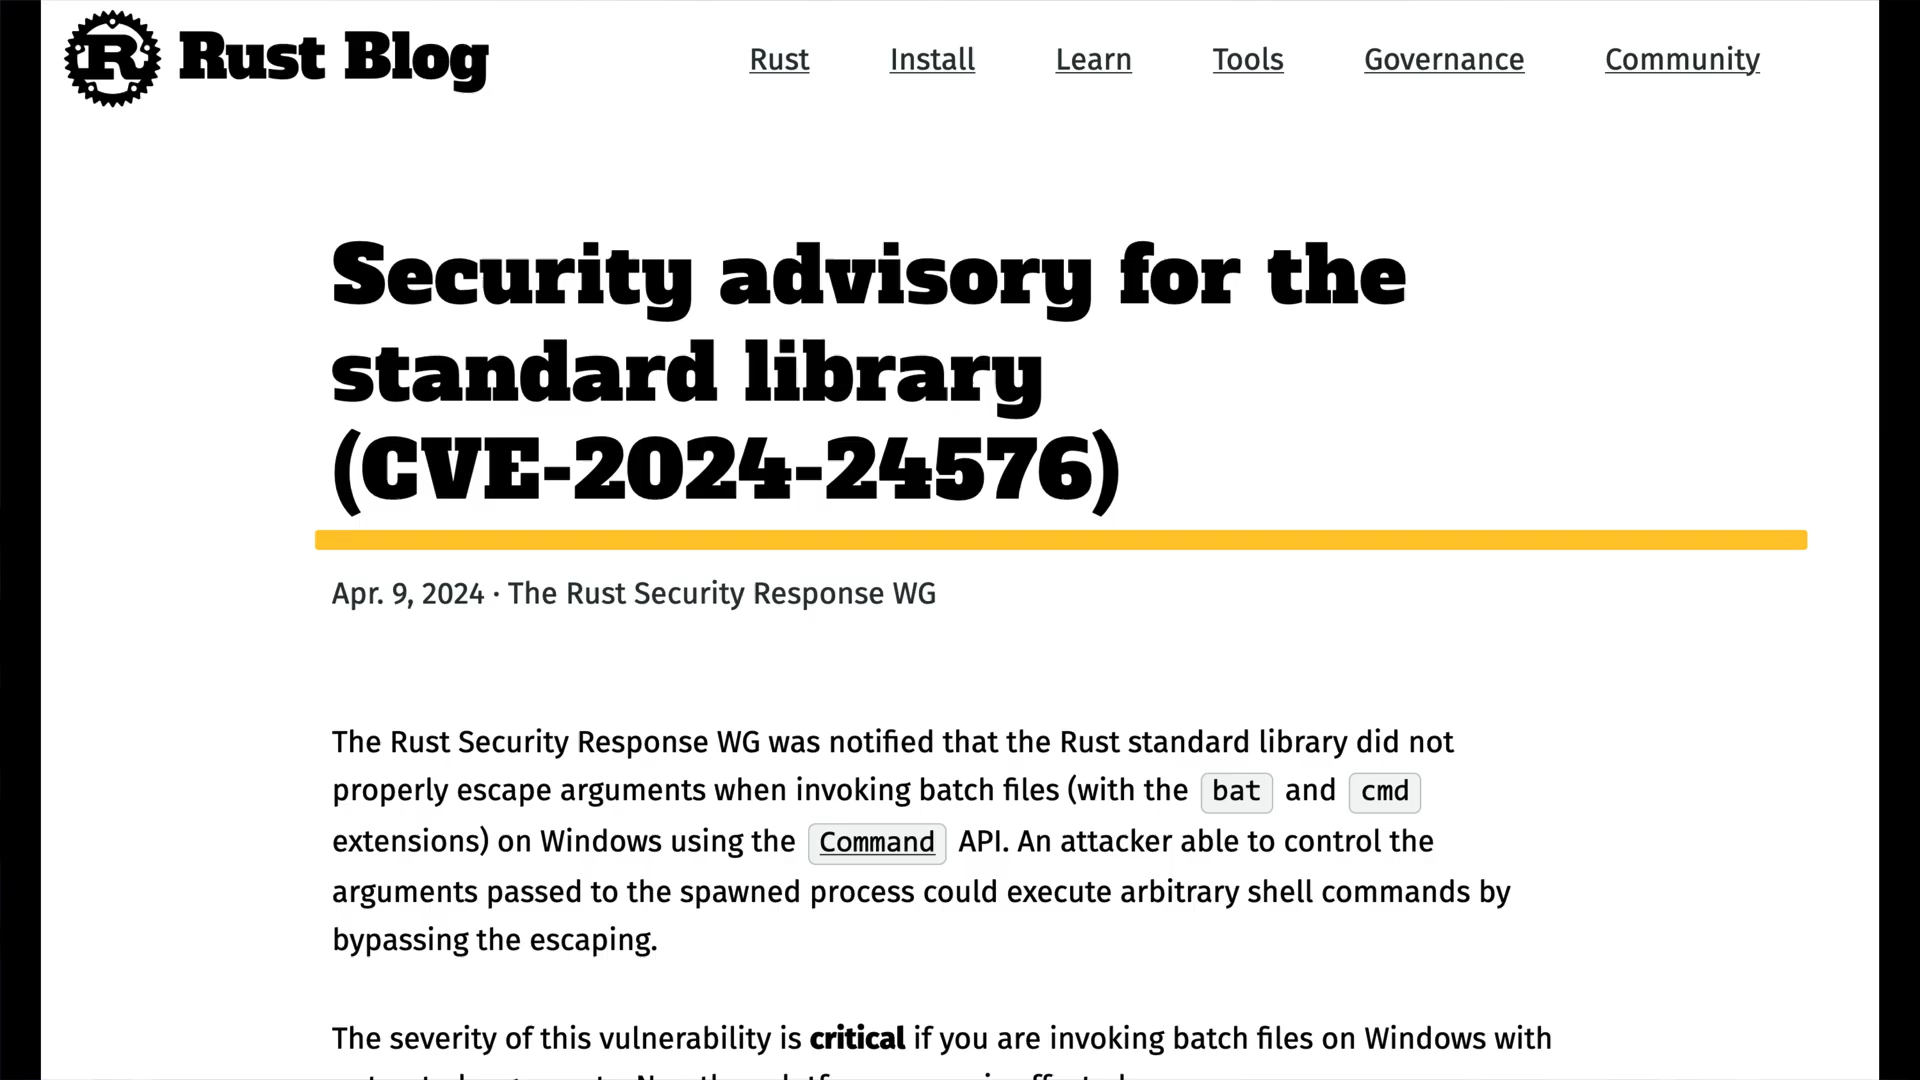 Rust Blog
Rust Install Learn Tools Governance Community
Security advisory for the
standard library
(CVE-2024-24576)
Apr. 9, 2024 · The Rust Security Response WG
The Rust Security Response WG was notified that the Rust standard library did not
properly escape arguments when invoking batch files (with the bat and cmd
extensions) on Windows using the Command API. An attacker able to control the
arguments passed to the spawned process could execute arbitrary shell commands by
bypassing the escaping.
The severity of this vulnerability is critical if you are invoking batch files on Windows with